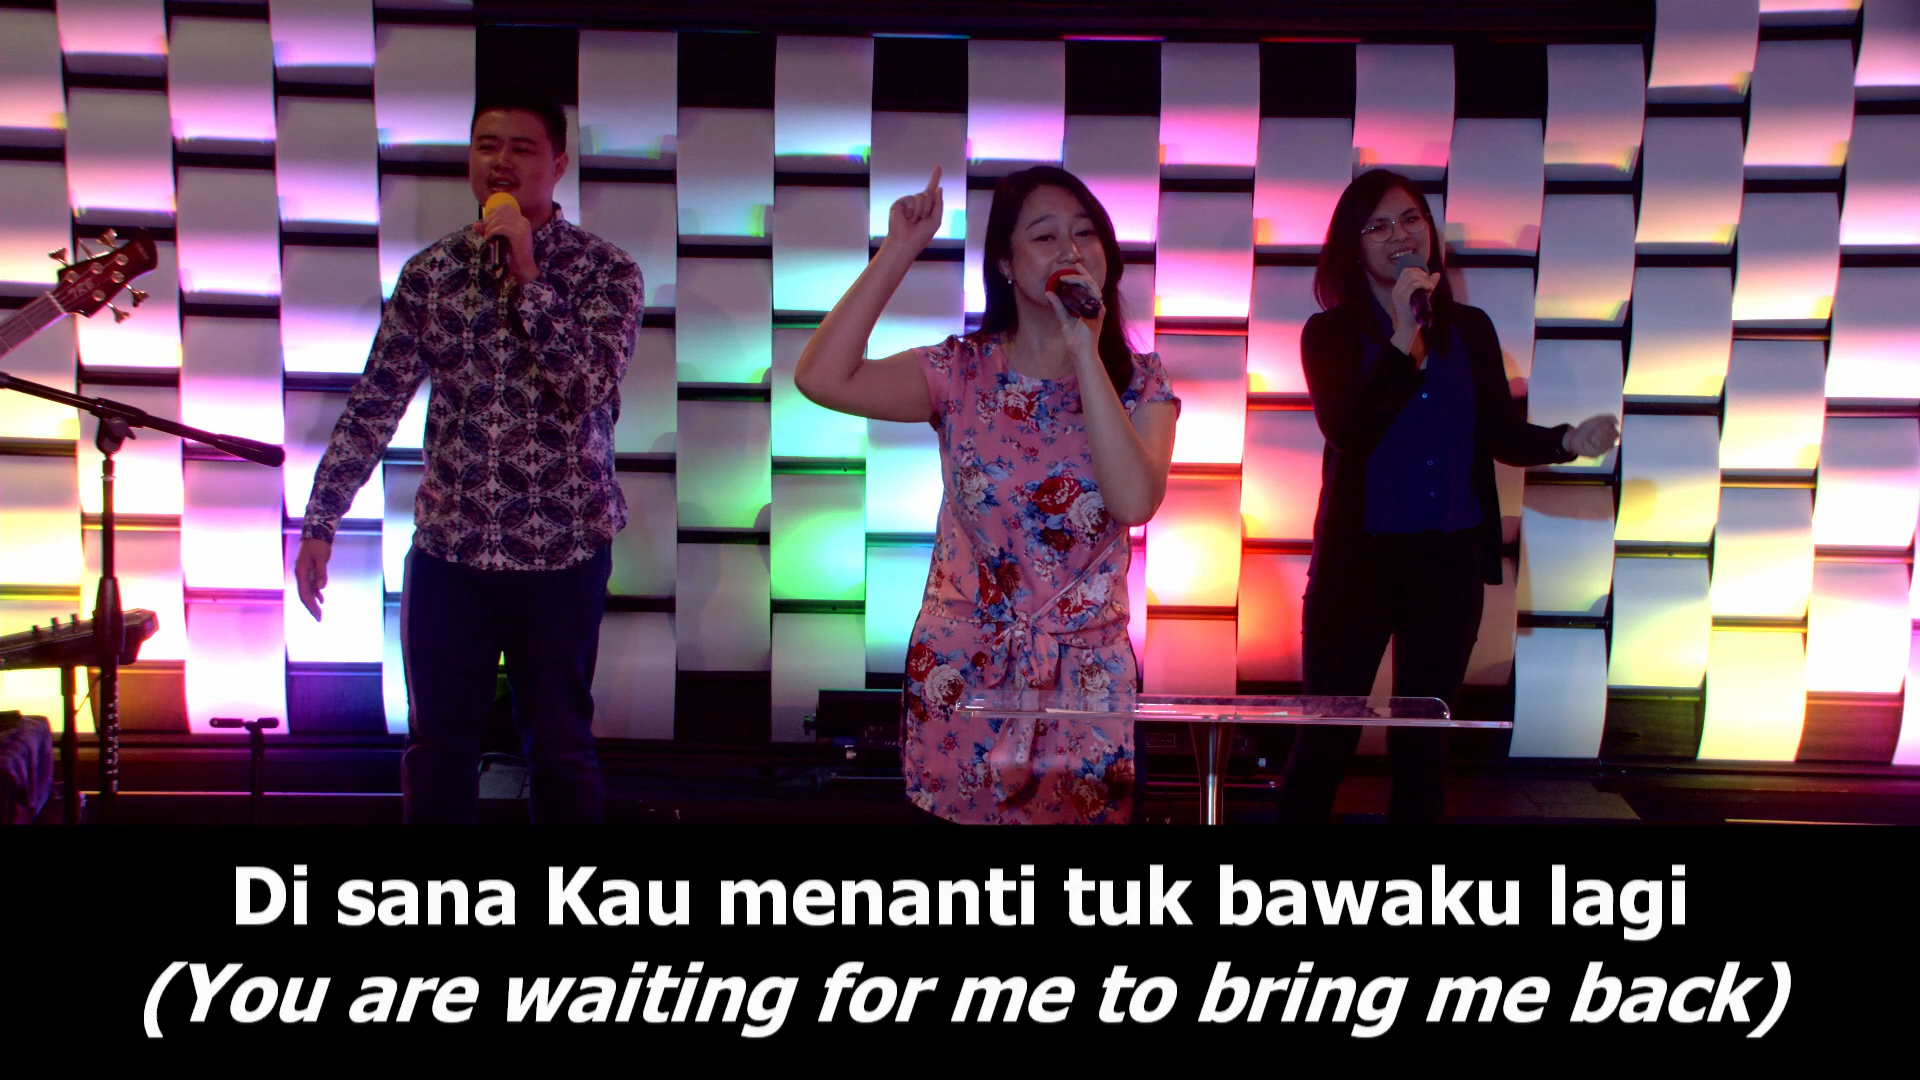 Di sana Kau menanti tuk bawaku lagi
(You are waiting for me to bring me back)